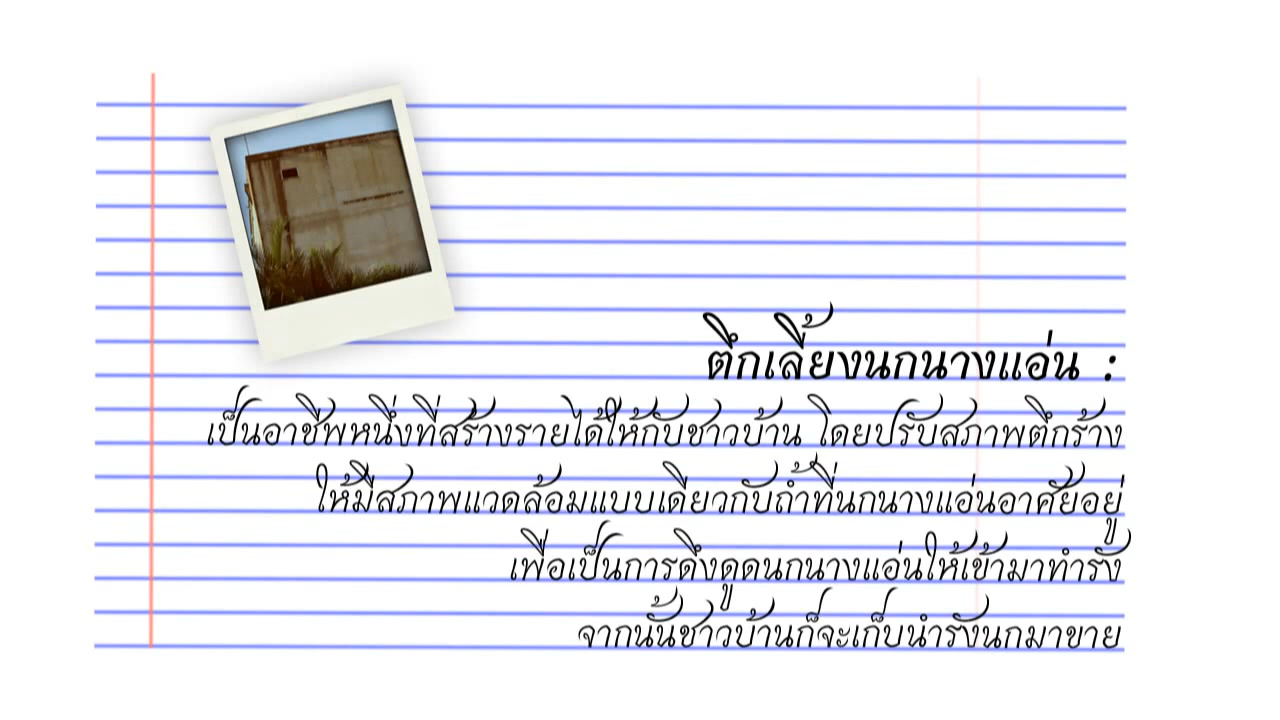 ตึกเลี้ยงนกนางแอ่น :
เป็นอาชีพหนึ่งที่สร้างรายได้ให้กับชาวบ้าน โดยปรับสภาพตึกร้าง
ให้มีสภาพแวดล้อมแบบเดียวกับถ้ำที่นกนางแอ่นอาศัยอยู่
เพื่อเป็นการดึงดูดนกนางแอ่นให้เข้ามาทำรัง
จากนั้นชาวบ้านก็จะเก็บนำรังนกมาขาย